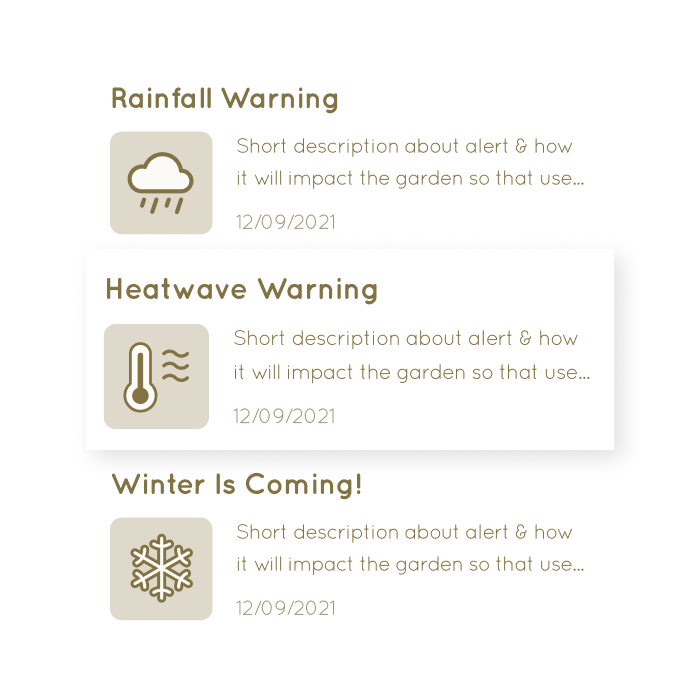 Rainfall Warning
Short description about alert & how
it will impact the garden so that use...
12/09/2021
Heatwave Warning
Short description about alert & how
it will impact the garden so that use...
12/09/2021
Winter Is Coming!
Short description about alert & how
it will impact the garden so that use...
12/09/2021